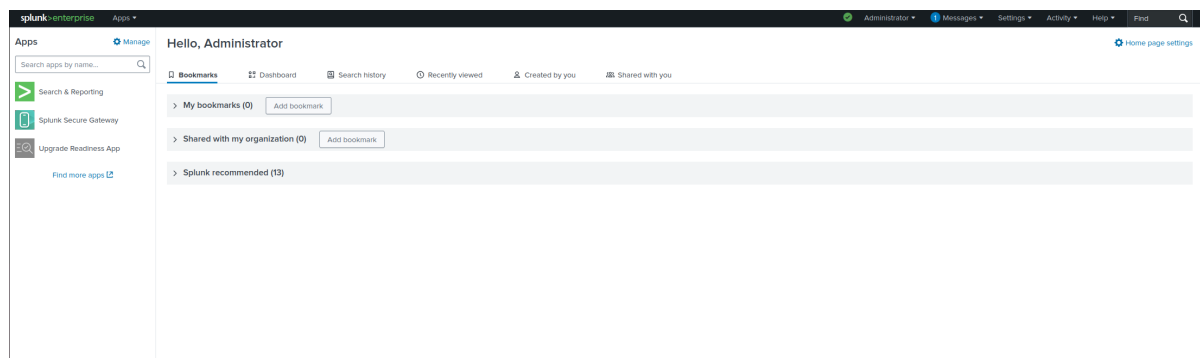 splunk>enterprise Apps Administrator 1 Messages Settings Activity Help Find
Apps Manage
Search apps by name...
Search & Reporting
Splunk Secure Gateway
Upgrade Readiness App
Find more apps
Hello, Administrator Home page settings
Bookmarks Dashboard Search history Recently viewed Created by you Shared with you
My bookmarks (0) Add bookmark
Shared with my organization (0) Add bookmark
Splunk recommended (13)